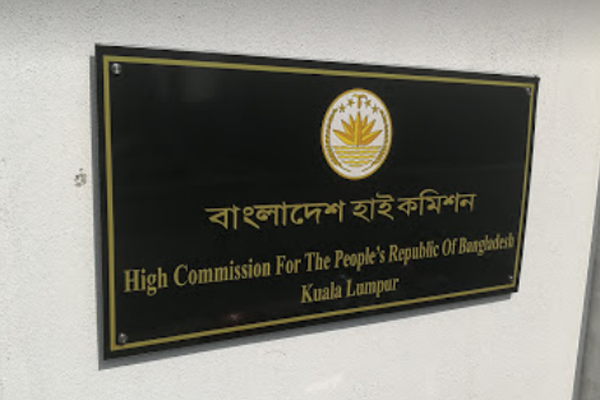 বাংলাদেশ হাই কমিশন
High Commission For The People's Republic Of Bangladesh
Kuala Lumpur